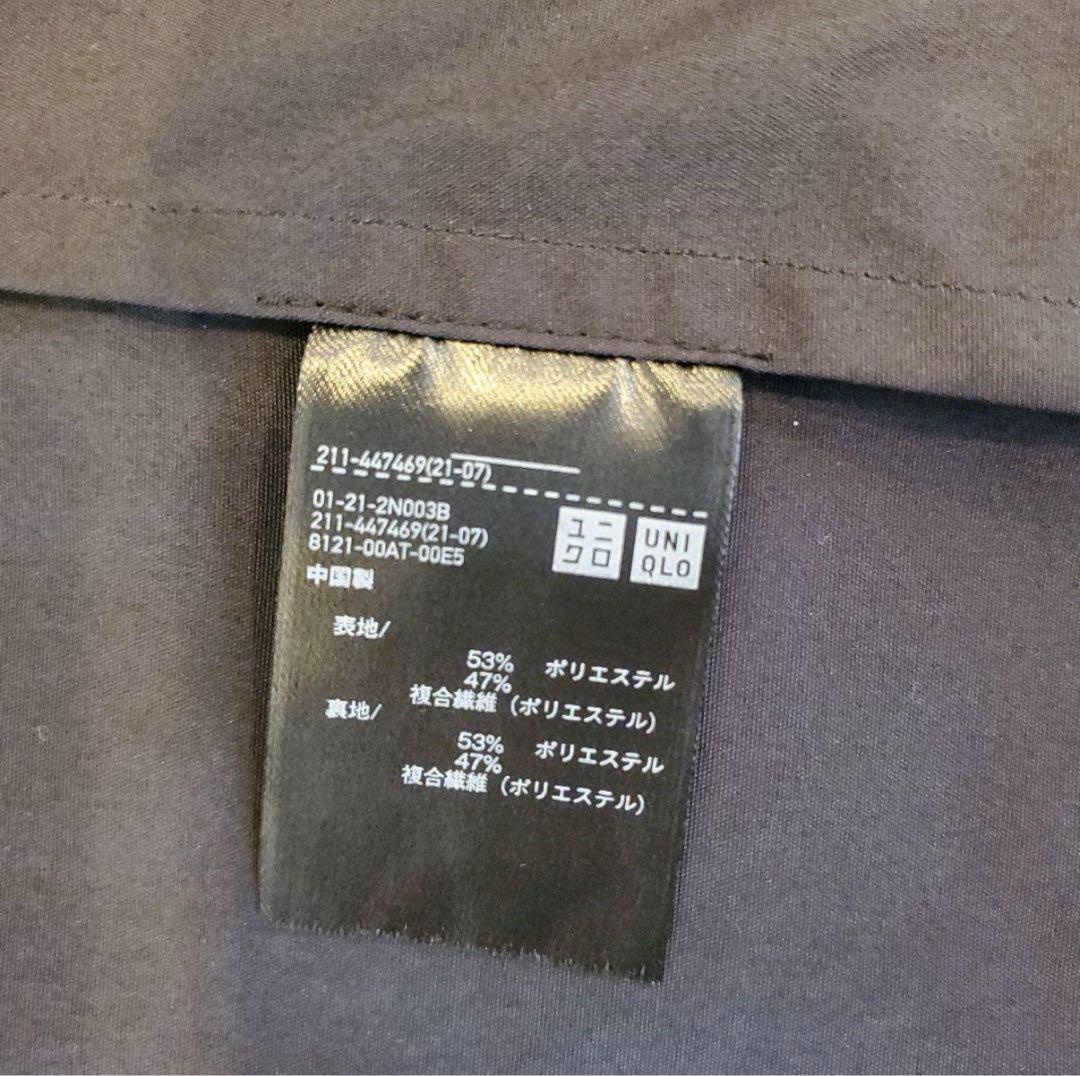 211-447469(21-07)
01-21-2N003B
211-447469(21-07)
8121-00AT-00E5
中国製
ユニ
クロ
UNI
QLO
表地/
53% ポリエステル
47%
複合繊維 (ポリエステル)
裏地/
53% ポリエステル
47%
複合繊維 (ポリエステル)